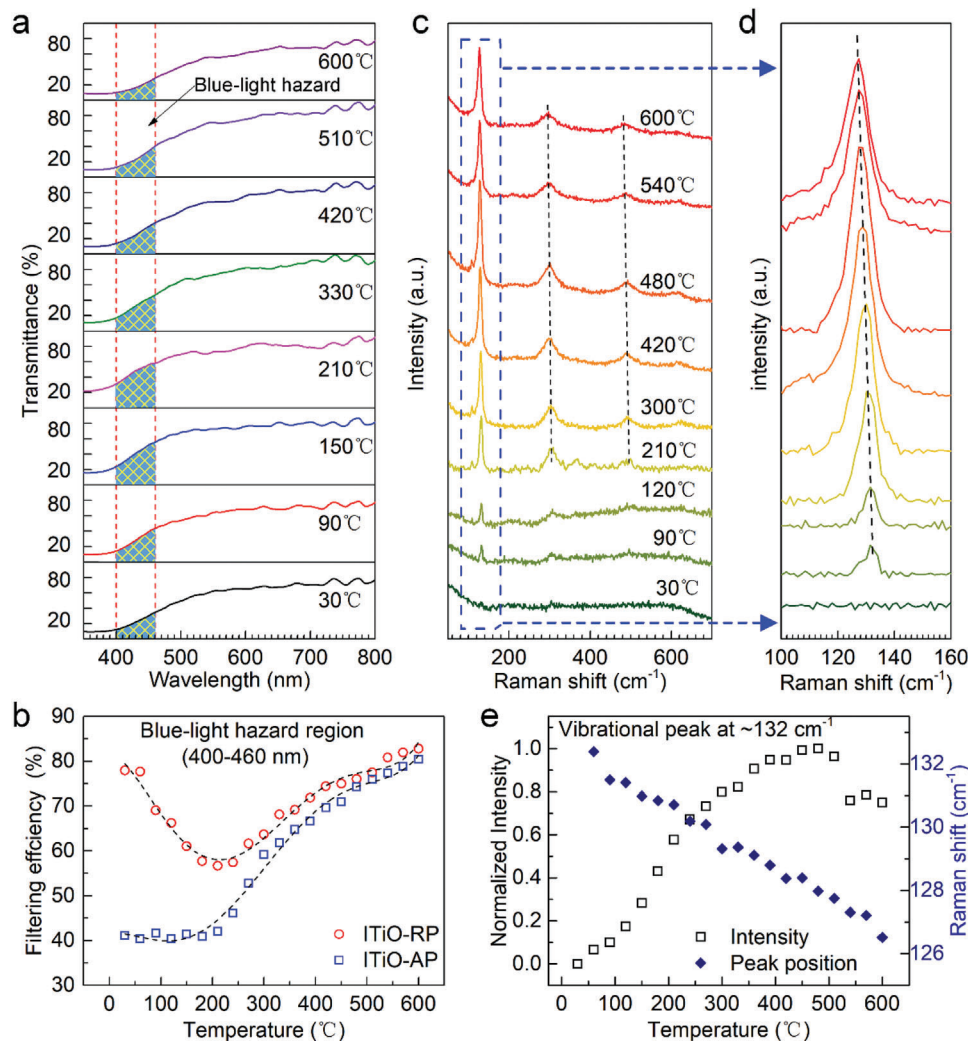 a
80
600℃
20
Blue-light hazard
80
510℃
20
80
420℃
20
80
330℃
20
80
210℃
20
80
150℃
20
80
90℃
20
80
30℃
20
Transmittance (%)
400 500 600 700 800
Wavelength (nm)
c
600℃
540℃
480℃
420℃
300℃
210℃
120℃
90℃
30℃
Intensity (a.u.)
200 400 600
Raman shift (cm-1)
d
intensity (a.u.)
100 120 140 160
Raman shift (cm-1)
b
90
80
70
60
50
40
30
Filtering effciency (%)
Blue-light hazard region
(400-460 nm)
ITiO-RP
ITiO-AP
0 100 200 300 400 500 600
Temperature (℃)
e
Vibrational peak at ~132 cm-1
1.0
0.8
0.6
0.4
0.2
0.0
Normalized Intensity
Intensity
Peak position
132
130
128
126
Raman shift (cm-1)
0 100 200 300 400 500 600
Temperature (℃)